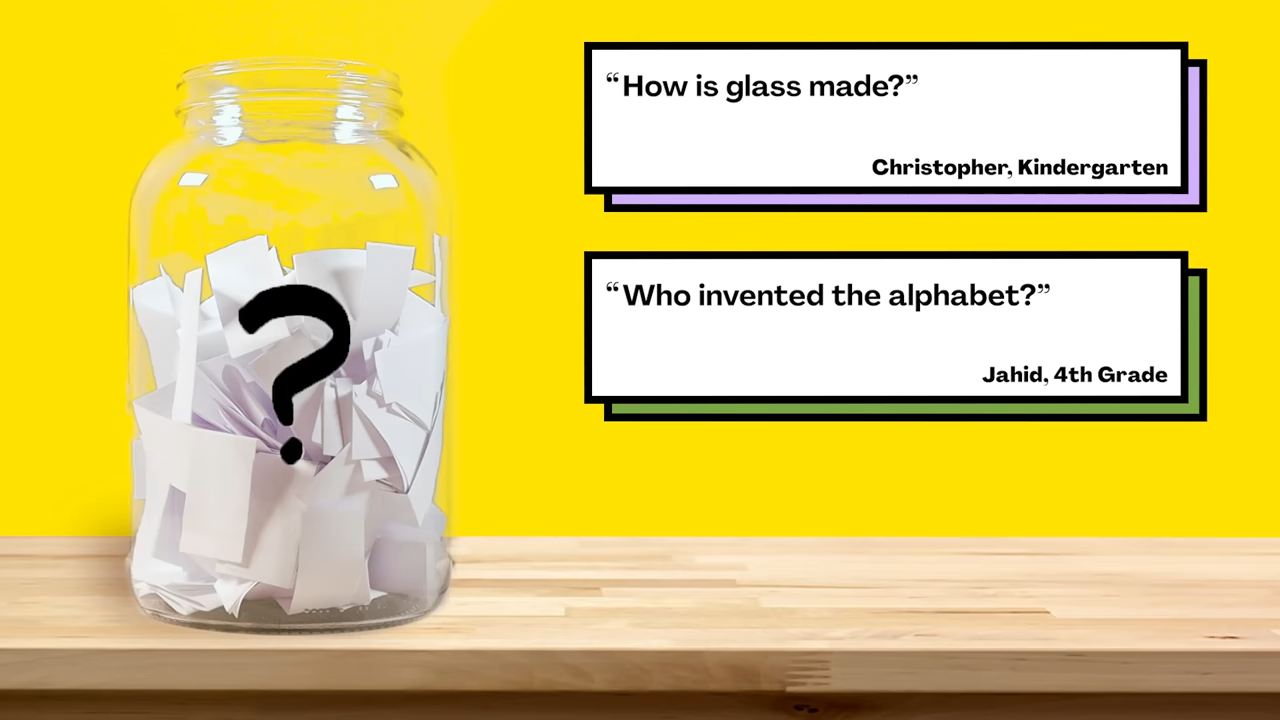 ?
“How is glass made?”
Christopher, Kindergarten
“Who invented the alphabet?”
Jahid, 4th Grade